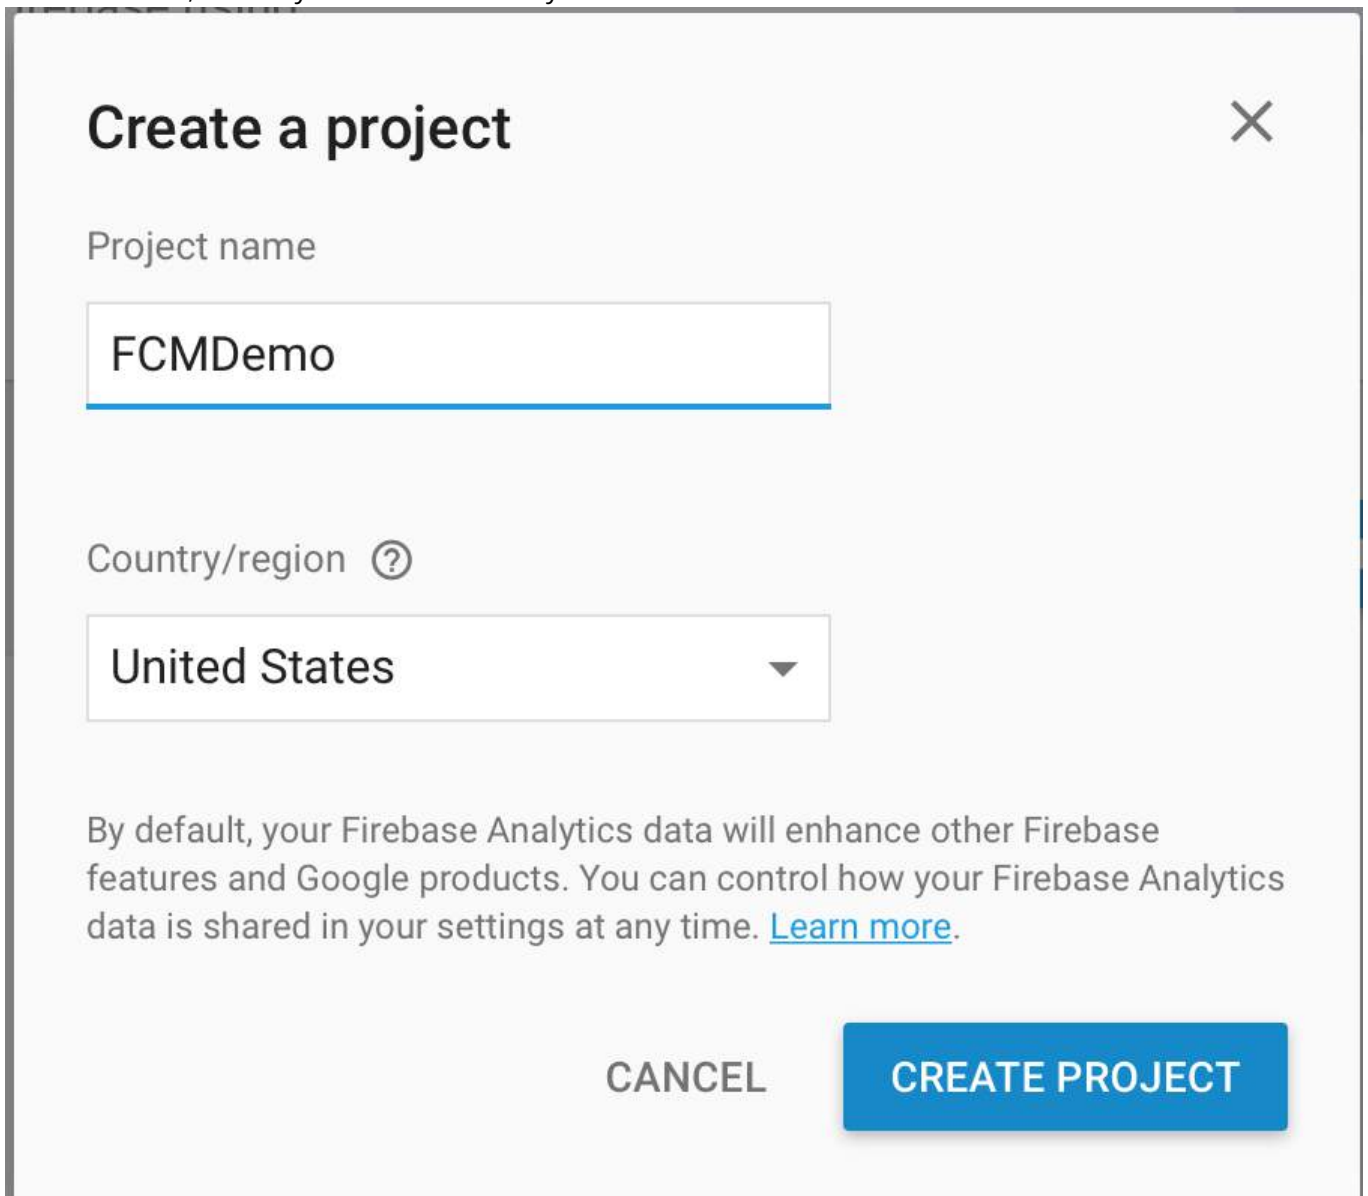 Create a project
Project name
FCMDemo
Country/region
United States
By default, your Firebase Analytics data will enhance other Firebase
features and Google products. You can control how your Firebase Analytics
data is shared in your settings at any time. Learn more.
CANCEL
CREATE PROJECT